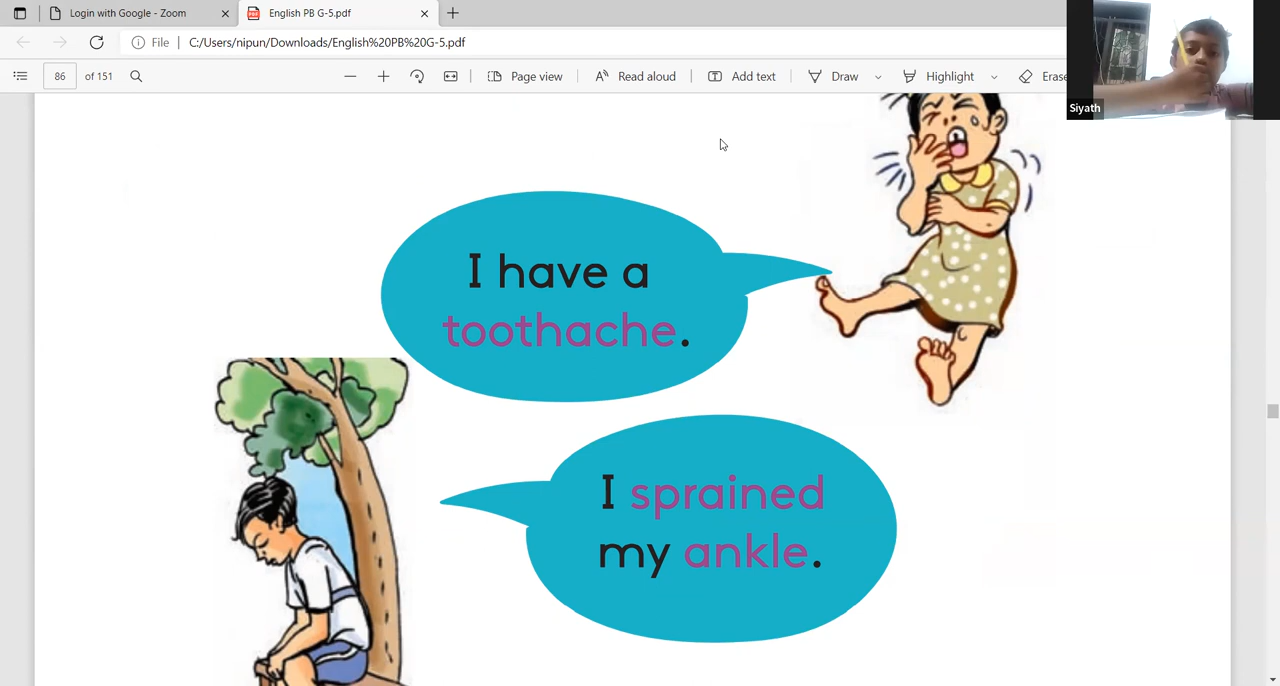 Login with Google - Zoom
English PB G-5.pdf
File
C:/Users/nipun/Downloads/English%20PB%20G-5.pdf
86 of 151
Page view
Read aloud
Add text
Draw
Highlight
Erase
Siyath
I have a
toothache.
I sprained
my ankle.